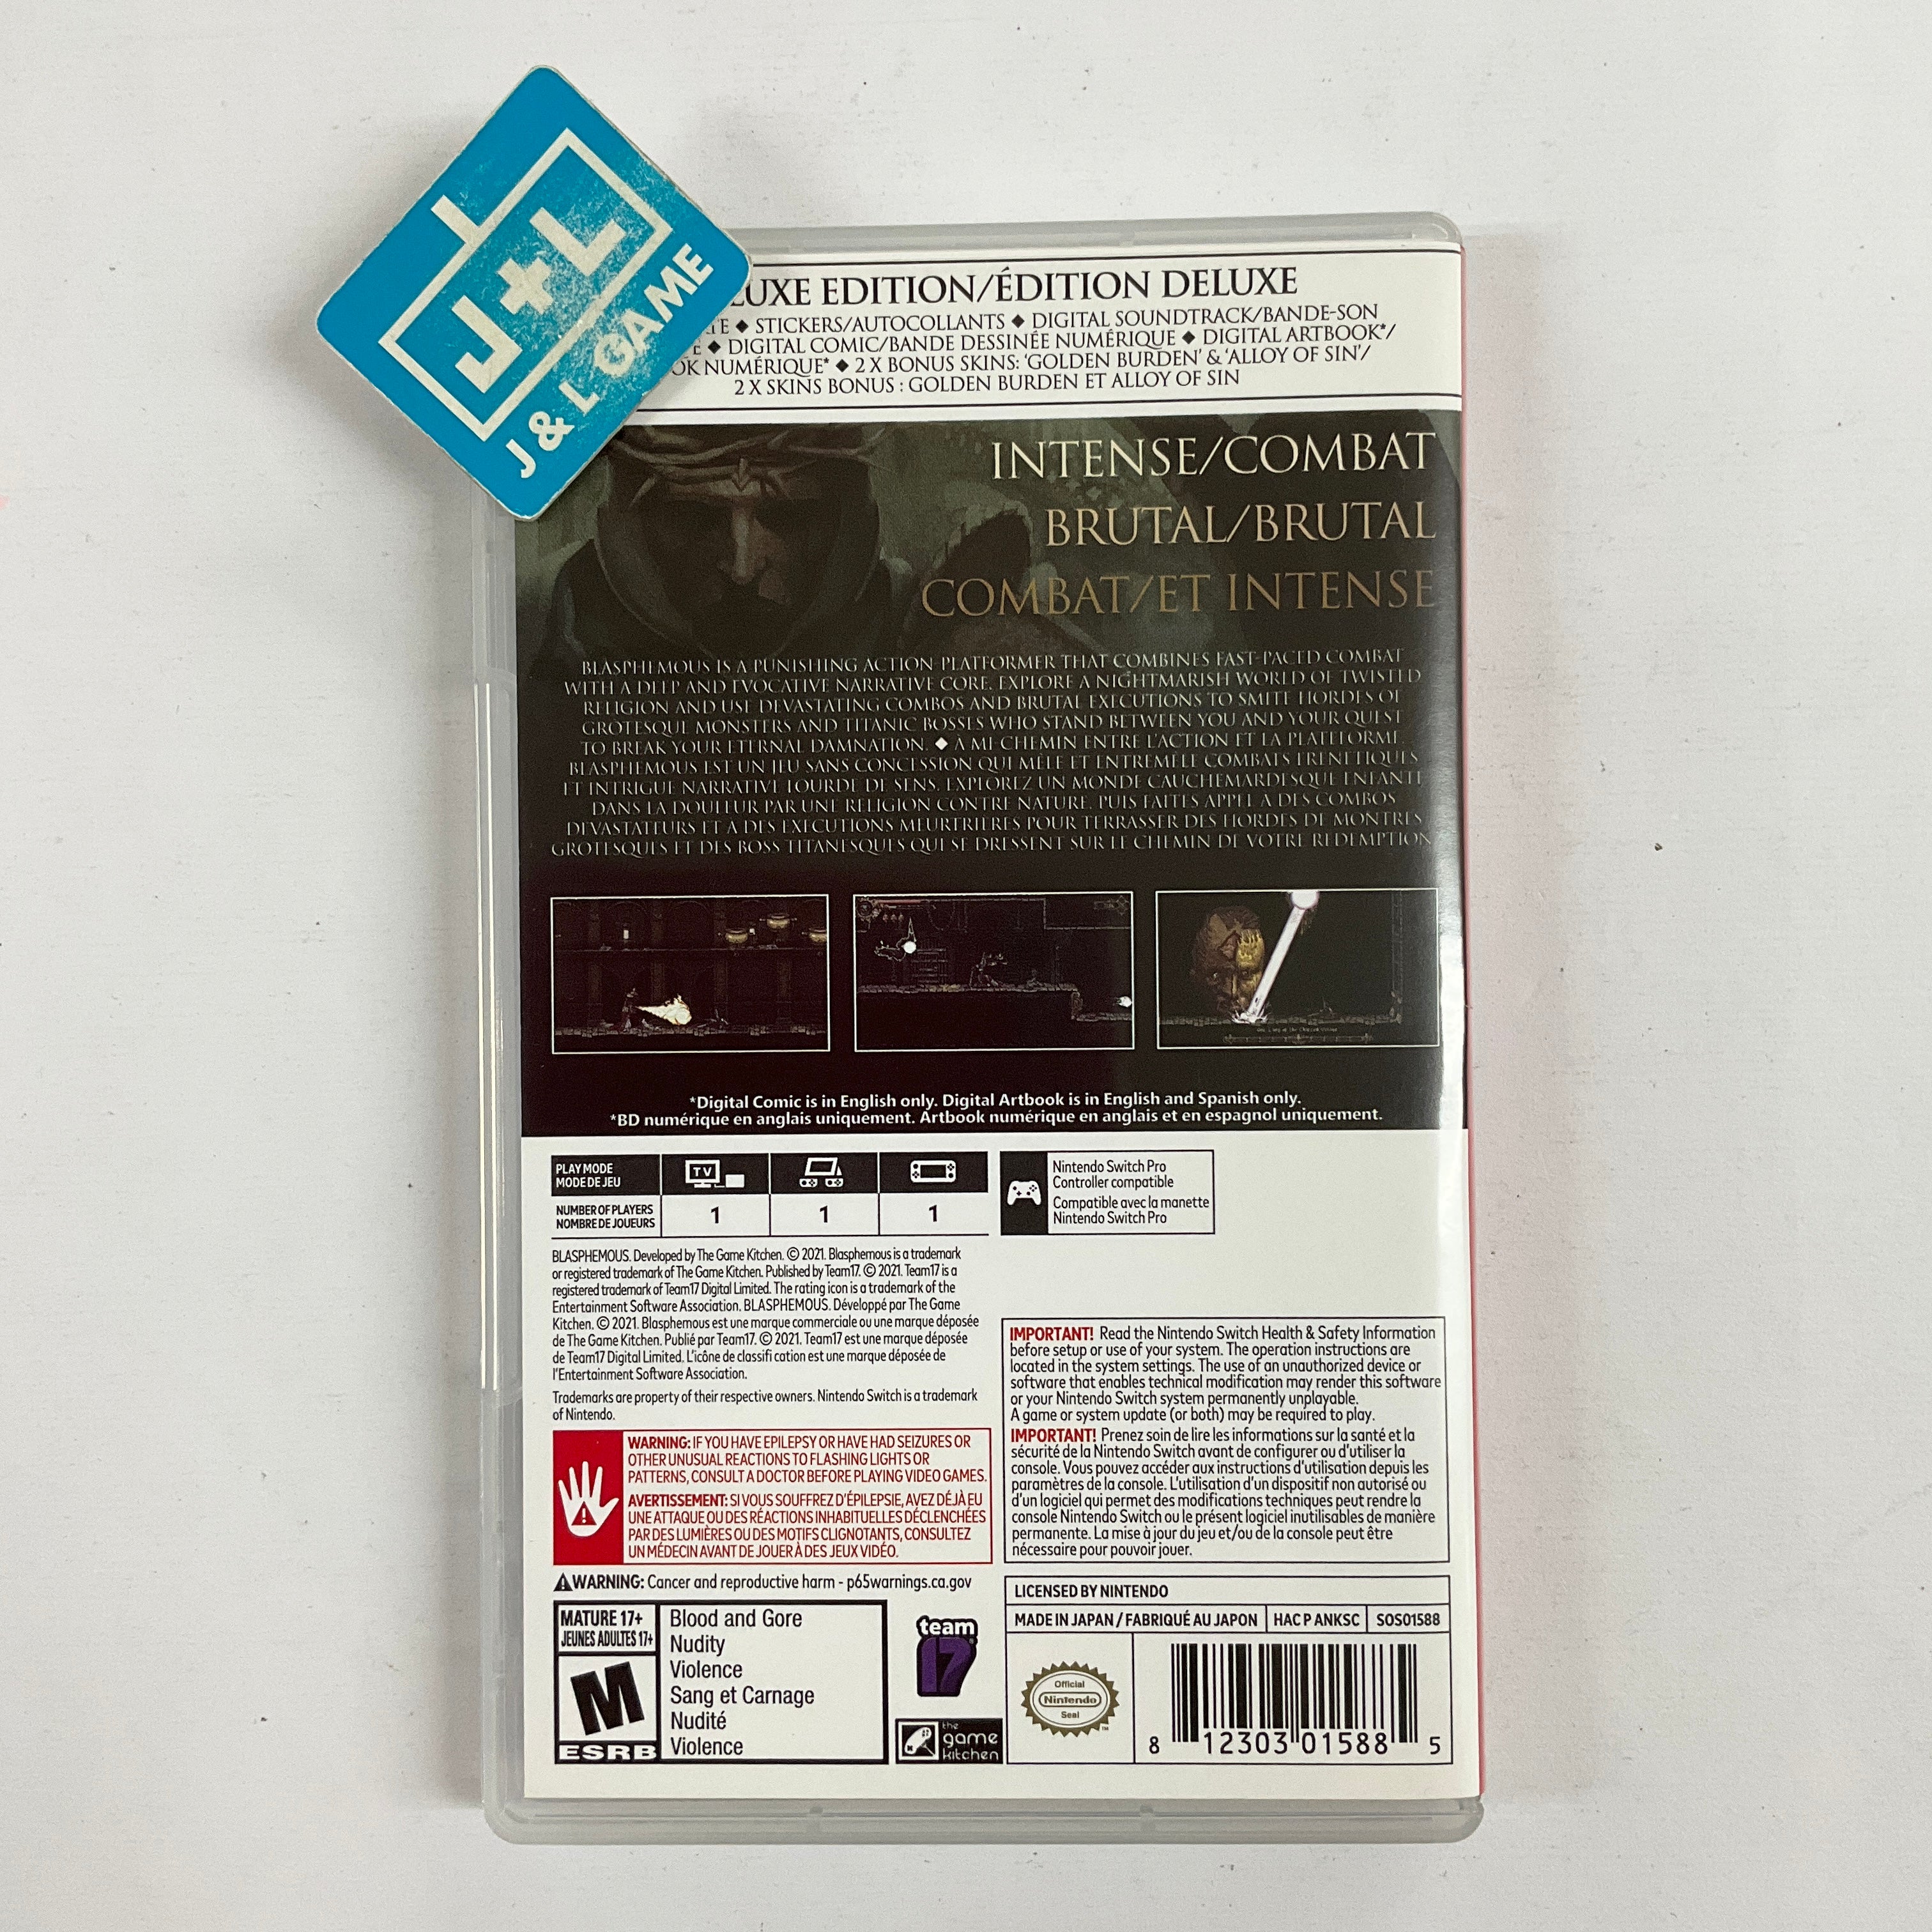 J+L
J & L GAME
EDITION/ÉDITION DELUXE
◆ STICKERS/AUTOCOLLANTS ◆ DIGITAL SOUNDTRACK/BANDE-SON
◆ DIGITAL COMIC/BANDE DESSINÉE NUMÉRIQUE ◆ DIGITAL ARTBOOK*/
NUMÉRIQUE* ◆ 2 X BONUS SKINS: 'GOLDEN BURDEN' & 'ALLOY OF SIN'/
2 X SKINS BONUS : GOLDEN BURDEN ET ALLOY OF SIN
INTENSE/COMBAT
BRUTAL/BRUTAL
COMBAT/ET INTENSE
BLASPHEMOUS IS A PUNISHING ACTION-PLATFORMER THAT COMBINES FAST-PACED COMBAT
WITH A DEEP AND EVOCATIVE NARRATIVE CORE. EXPLORE A NIGHTMARISH WORLD OF TWISTED
RELIGION AND USE DEVASTATING COMBOS AND BRUTAL EXECUTIONS TO SMITE HORDES OF
GROTESQUE MONSTERS AND TITANIC BOSSES WHO STAND BETWEEN YOU AND YOUR QUEST
TO BREAK YOUR ETERNAL DAMNATION. ◆ À MI-CHEMIN ENTRE L'ACTION ET LA PLATEFORME,
BLASPHEMOUS EST UN JEU SANS CONCESSION QUI MÊLE ET ENTREMÊLE COMBATS FRÉNÉTIQUES
ET INTRIGUE NARRATIVE LOURDE DE SENS. EXPLOREZ UN MONDE CAUCHEMARDESQUE ENFANTÉ
DANS LA DOULEUR PAR UNE RELIGION CONTRE NATURE, PUIS FAITES APPEL À DES COMBOS
DÉVASTATEURS ET À DES EXÉCUTIONS MEURTRIÈRES POUR TERRASSER DES HORDES DE MONTRES
GROTESQUES ET DES BOSS TITANESQUES QUI SE DRESSENT SUR LE CHEMIN DE VOTRE RÉDEMPTION
*Digital Comic is in English only. Digital Artbook is in English and Spanish only.
*BD numérique en anglais uniquement. Artbook numérique en anglais et en espagnol uniquement.
PLAY MODE
MODE DE JEU
TV
NUMBER OF PLAYERS
NOMBRE DE JOUEURS
1 1 1
Nintendo Switch Pro
Controller compatible
Compatible avec la manette
Nintendo Switch Pro
BLASPHEMOUS. Developed by The Game Kitchen. © 2021. Blasphemous is a trademark
or registered trademark of The Game Kitchen. Published by Team17. © 2021. Team17 is a
registered trademark of Team17 Digital Limited. The rating icon is a trademark of the
Entertainment Software Association. BLASPHEMOUS. Développé par The Game
Kitchen. © 2021. Blasphemous est une marque commerciale ou une marque déposée
de The Game Kitchen. Publié par Team17. © 2021. Team17 est une marque déposée
de Team17 Digital Limited. L'icône de classifi cation est une marque déposée de
l'Entertainment Software Association.
Trademarks are property of their respective owners. Nintendo Switch is a trademark
of Nintendo.
WARNING: IF YOU HAVE EPILEPSY OR HAVE HAD SEIZURES OR
OTHER UNUSUAL REACTIONS TO FLASHING LIGHTS OR
PATTERNS, CONSULT A DOCTOR BEFORE PLAYING VIDEO GAMES.
AVERTISSEMENT: SI VOUS SOUFFREZ D'ÉPILEPSIE, AVEZ DÉJÀ EU
UNE ATTAQUE OU DES RÉACTIONS INHABITUELLES DÉCLENCHÉES
PAR DES LUMIÈRES OU DES MOTIFS CLIGNOTANTS, CONSULTEZ
UN MÉDECIN AVANT DE JOUER À DES JEUX VIDÉO.
WARNING: Cancer and reproductive harm - p65warnings.ca.gov
IMPORTANT! Read the Nintendo Switch Health & Safety Information
before setup or use of your system. The operation instructions are
located in the system settings. The use of an unauthorized device or
software that enables technical modification may render this software
or your Nintendo Switch system permanently unplayable.
A game or system update (or both) may be required to play.
IMPORTANT! Prenez soin de lire les informations sur la santé et la
sécurité de la Nintendo Switch avant de configurer ou d'utiliser la
console. Vous pouvez accéder aux instructions d'utilisation depuis les
paramètres de la console. L'utilisation d'un dispositif non autorisé ou
d'un logiciel qui permet des modifications techniques peut rendre la
console Nintendo Switch ou le présent logiciel inutilisables de manière
permanente. La mise à jour du jeu et/ou de la console peut être
nécessaire pour pouvoir jouer.
MATURE 17+
JEUNES ADULTES 17+
M
ESRB
Blood and Gore
Nudity
Violence
Sang et Carnage
Nudité
Violence
team
17
the
game
kitchen
LICENSED BY NINTENDO
MADE IN JAPAN / FABRIQUÉ AU JAPON HAC P ANKSC SOS01588
Official
Nintendo
Seal
8 12303 01588 5